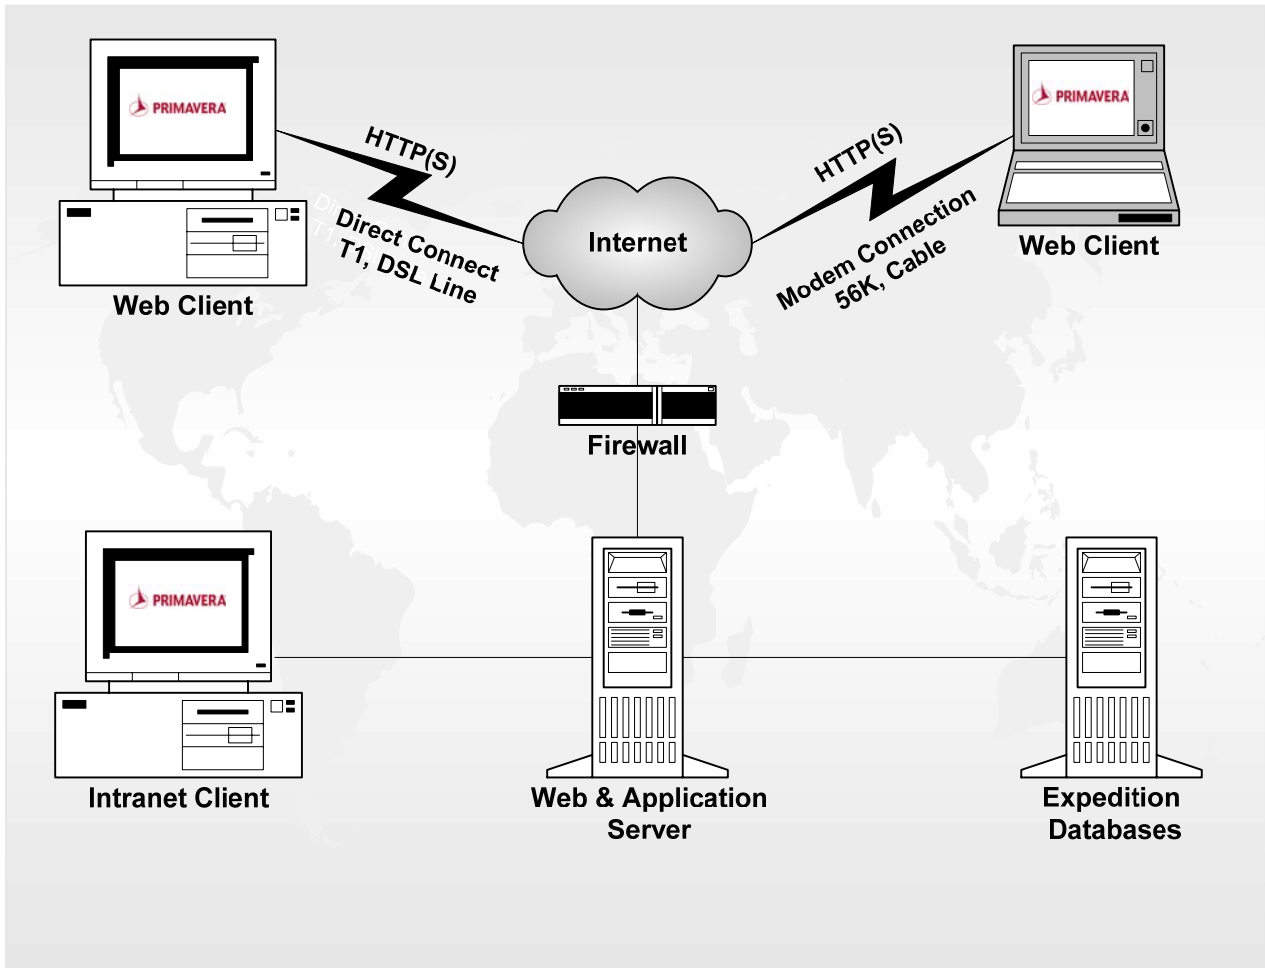 PRIMAVERA
HTTP(S)
Direct Connect
T1, DSL Line
Web Client
Internet
HTTP(S)
Modem Connection
56K, Cable
PRIMAVERA
Web Client
Firewall
PRIMAVERA
Intranet Client
Web & Application
Server
Expedition
Databases